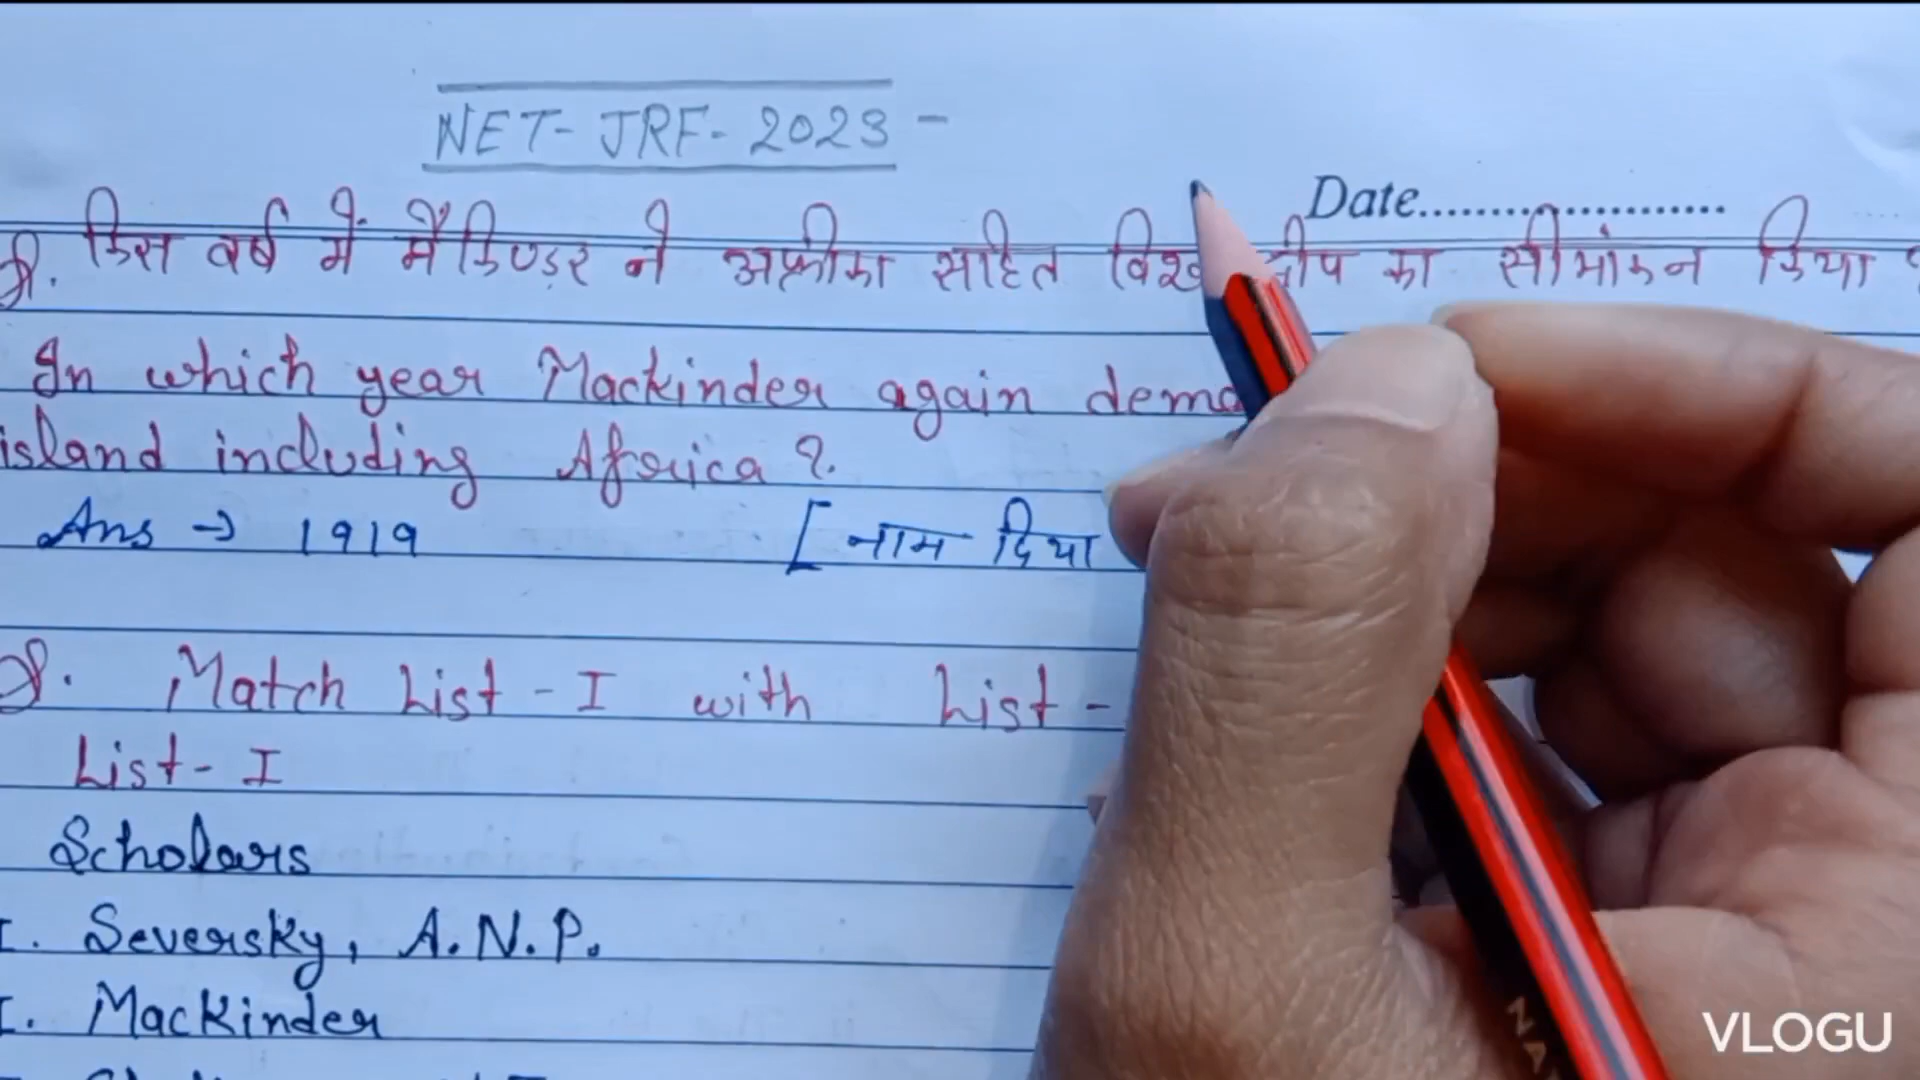 NET- JRF- 2023 -
Date
किस वर्ष में मैकिण्डर ने अफ्रीका सहित का सीमांकन किया
In which year Mackinder again
island including Africa ?
Ans → 1919 [ नाम दिया
Match List - I with List -
List - I
Scholars
I. Seversky, A.N.P.
I. Mackinder
VLOGU